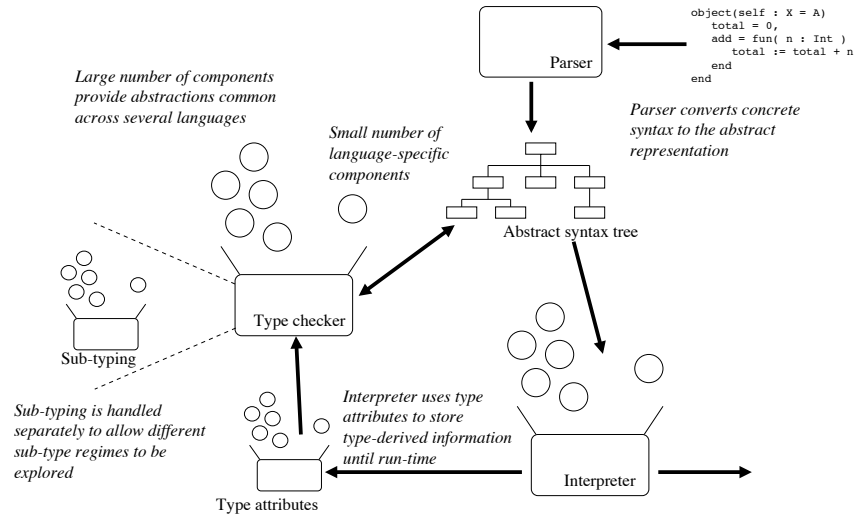 object(self : X = A)
total = 0,
add = fun( n : Int )
total := total + n
end
end
Parser
Parser converts concrete
syntax to the abstract
representation
Large number of components
provide abstractions common
across several languages
Small number of
language-specific
components
Abstract syntax tree
Type checker
Sub-typing
Sub-typing is handled
separately to allow different
sub-type regimes to be
explored
Interpreter uses type
attributes to store
type-derived information
until run-time
Interpreter
Type attributes